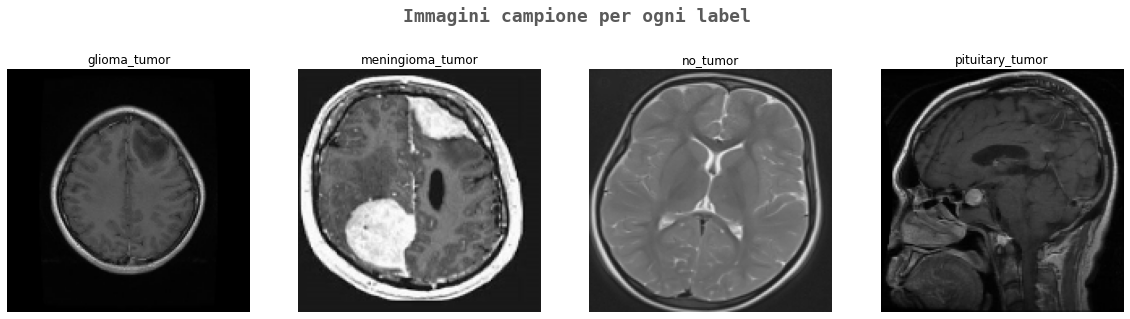 Immagini campione per ogni label
glioma_tumor
meningioma_tumor
no_tumor
pituitary_tumor